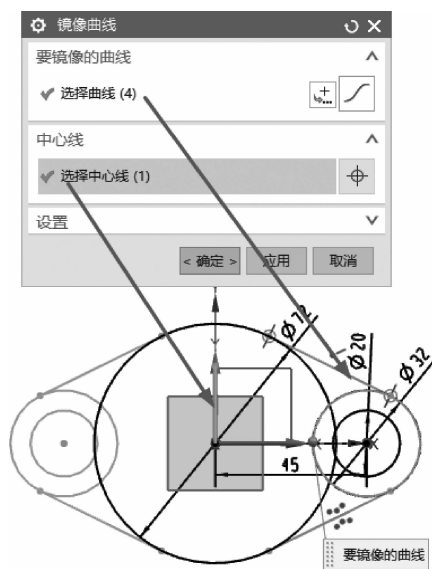 镜像曲线
要镜像的曲线
选择曲线 (4)
中心线
选择中心线 (1)
设置
< 确定 >
应用
取消
Φ72
Φ20
Φ32
Y
X
X
45
要镜像的曲线